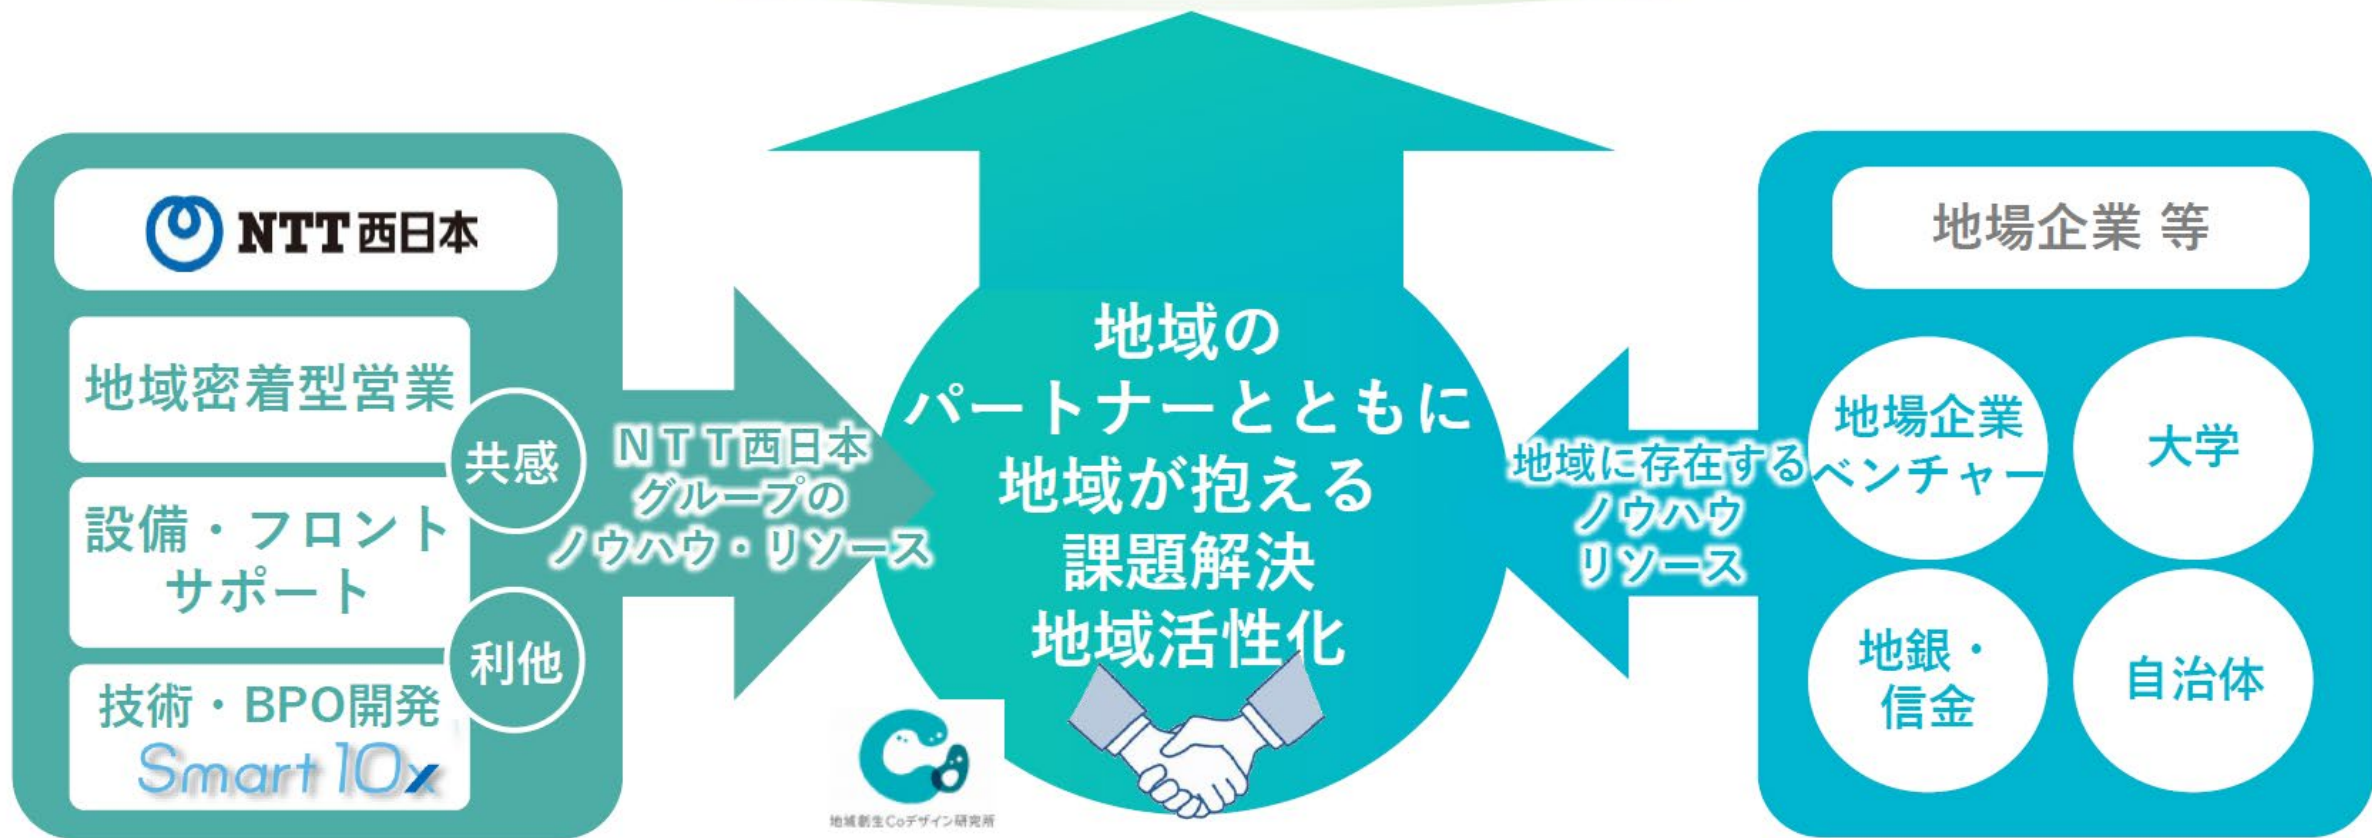 NTT西日本
地域密着型営業
共感
設備・フロント
サポート
利他
技術・BPO開発
Smart 10x
NTT西日本
グループの
ノウハウ・リソース
地域の
パートナーとともに
地域が抱える
課題解決
地域活性化
地域創生Coデザイン研究所
地域に存在する
ノウハウ
リソース
地場企業 等
地場企業
ベンチャー
大学
地銀・
信金
自治体